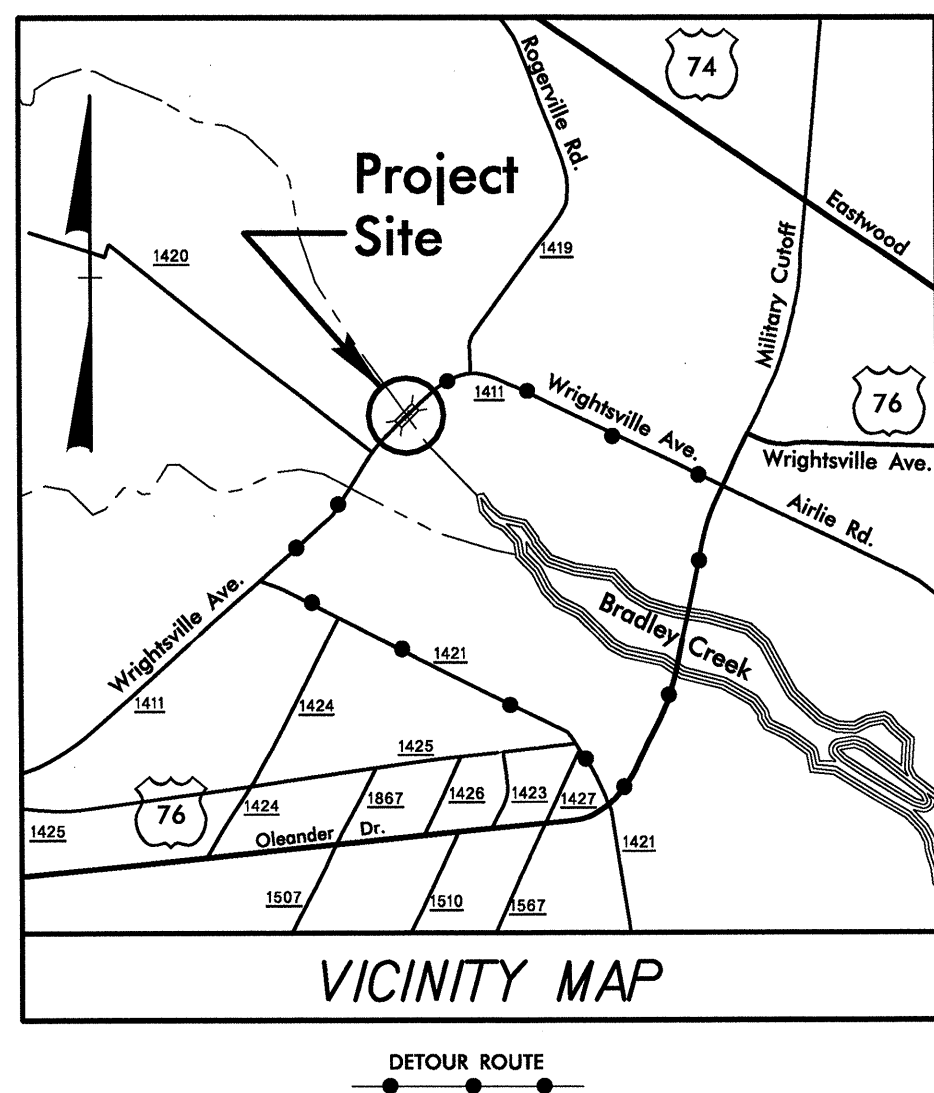 74
Rogerville Rd.
Project
Site
Eastwood
1420
1419
Military Cutoff
1411
Wrightsville Ave.
76
Wrightsville Ave.
Airlie Rd.
Bradley Creek
Wrightsville Ave.
1421
1411
1424
1425
76
1424
1867
1426
1423
1427
1425
Oleander Dr.
1421
1507
1510
1567
VICINITY MAP
DETOUR ROUTE